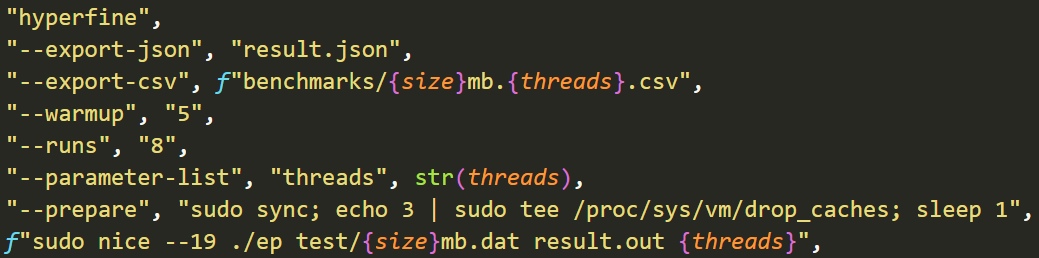 "hyperfine",
"--export-json", "result.json",
"--export-csv", f"benchmarks/{size}mb.{threads}.csv",
"--warmup", "5",
"--runs", "8",
"--parameter-list", "threads", str(threads),
"--prepare", "sudo sync; echo 3 | sudo tee /proc/sys/vm/drop_caches; sleep 1",
f"sudo nice --19 ./ep test/{size}mb.dat result.out {threads}",